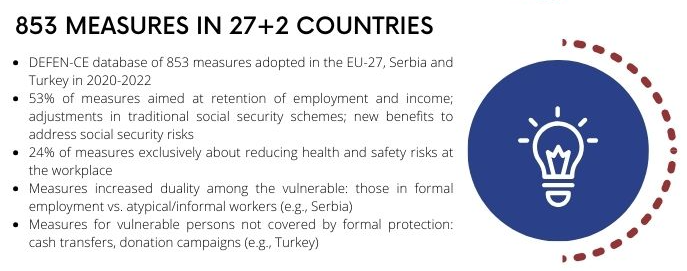 853 MEASURES IN 27+2 COUNTRIES
• DEFEN-CE database of 853 measures adopted in the EU-27, Serbia and
Turkey in 2020-2022
• 53% of measures aimed at retention of employment and income;
adjustments in traditional social security schemes; new benefits to
address social security risks
• 24% of measures exclusively about reducing health and safety risks at
the workplace
• Measures increased duality among the vulnerable: those in formal
employment vs. atypical/informal workers (e.g., Serbia)
• Measures for vulnerable persons not covered by formal protection:
cash transfers, donation campaigns (e.g., Turkey)